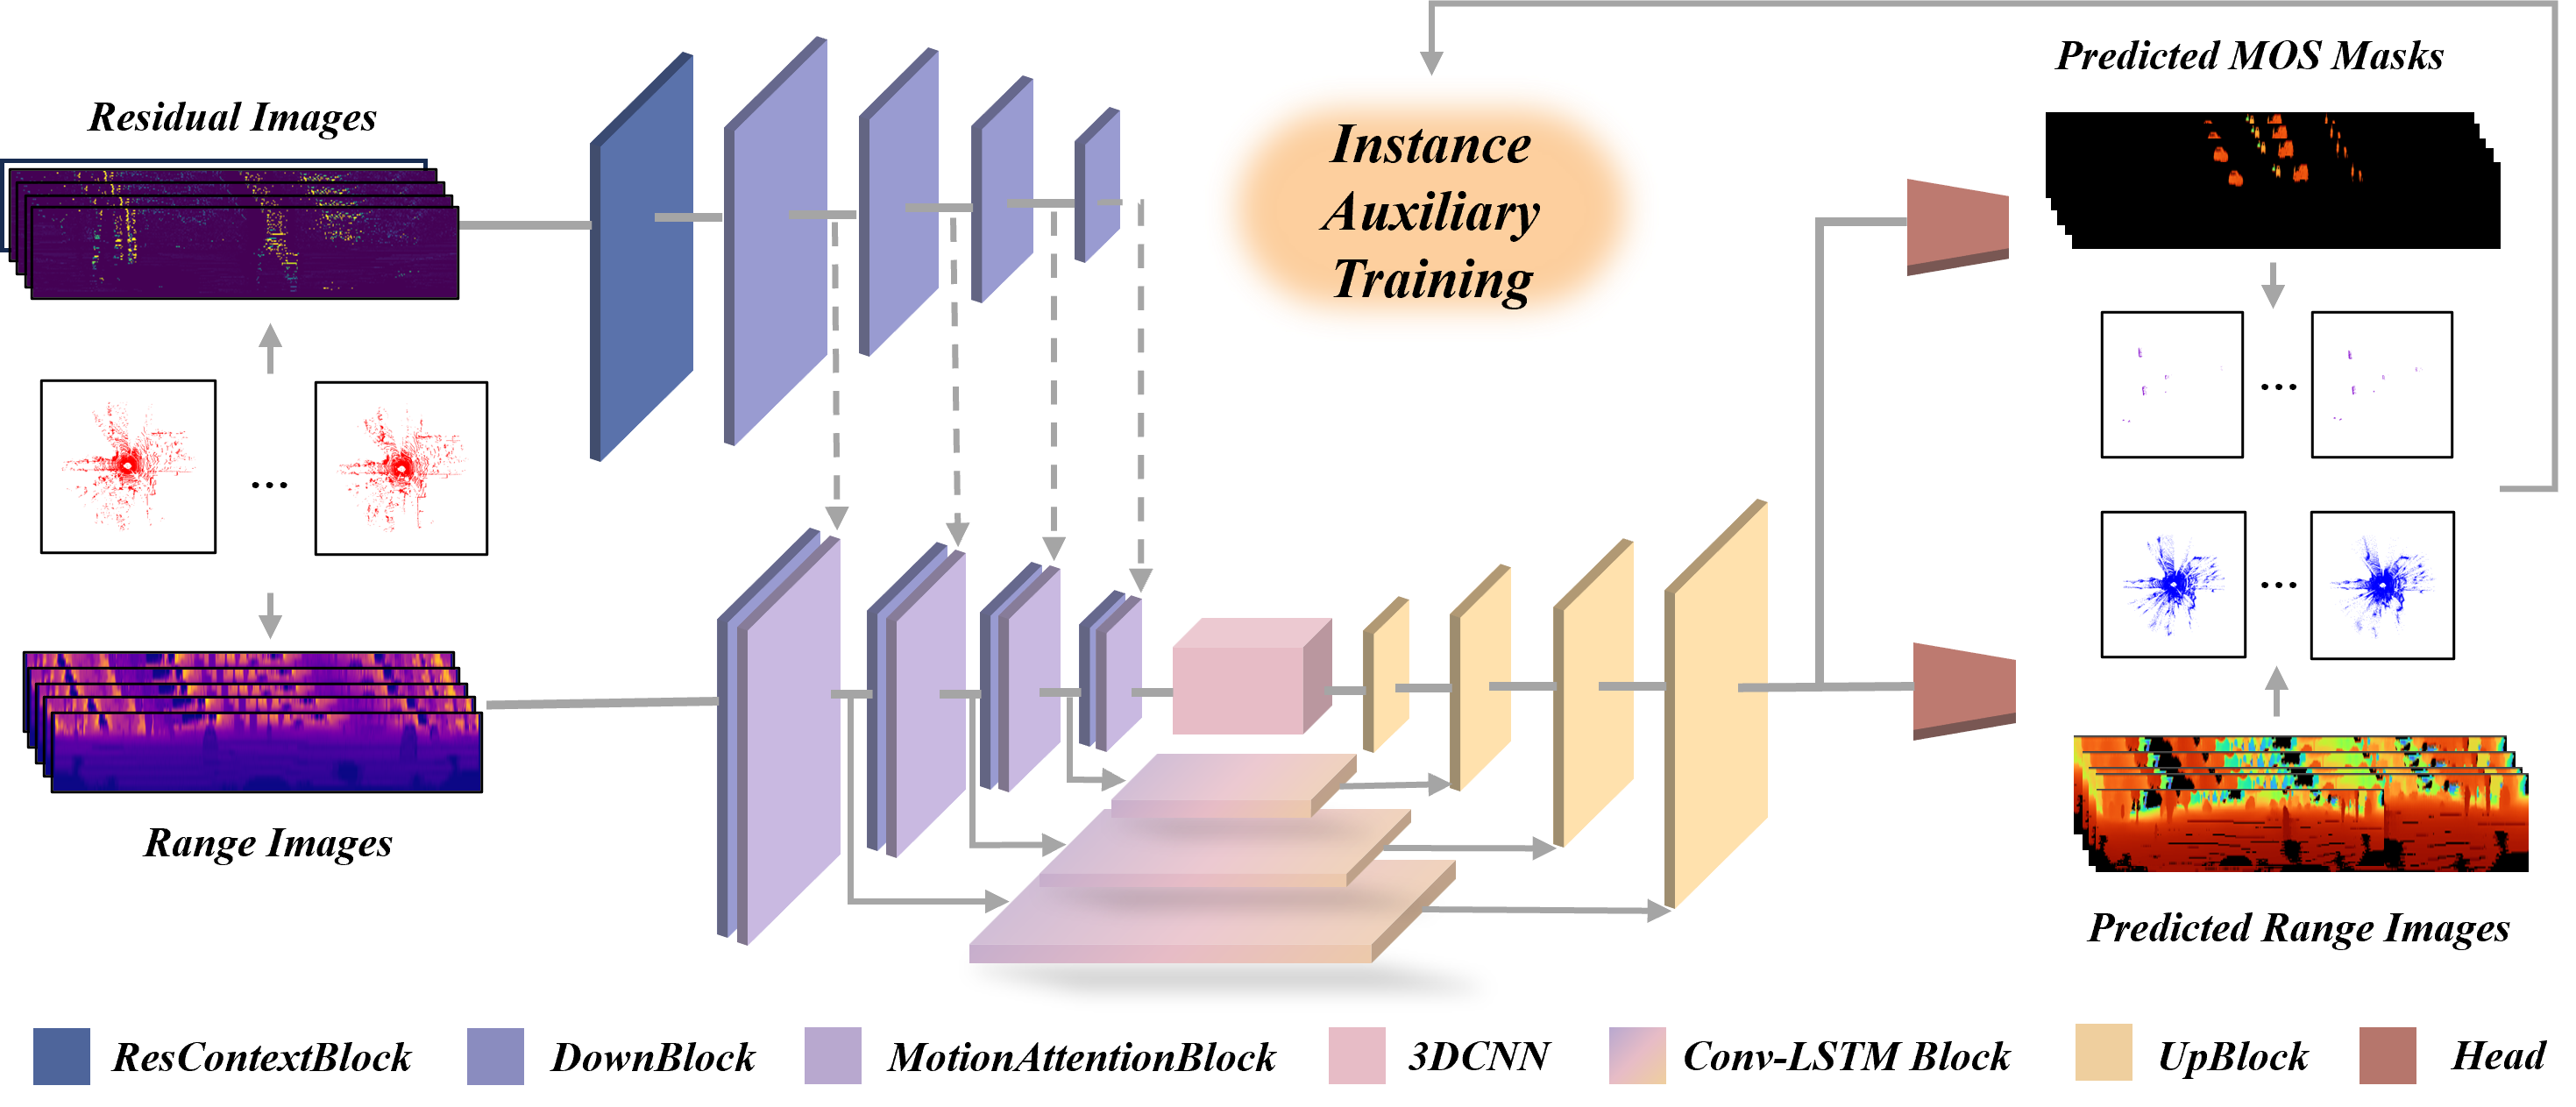 Residual Images
Instance
Auxiliary
Training
Predicted MOS Masks
...
...
...
Range Images
Predicted Range Images
ResContextBlock
DownBlock
MotionAttentionBlock
3DCNN
Conv-LSTM Block
UpBlock
Head